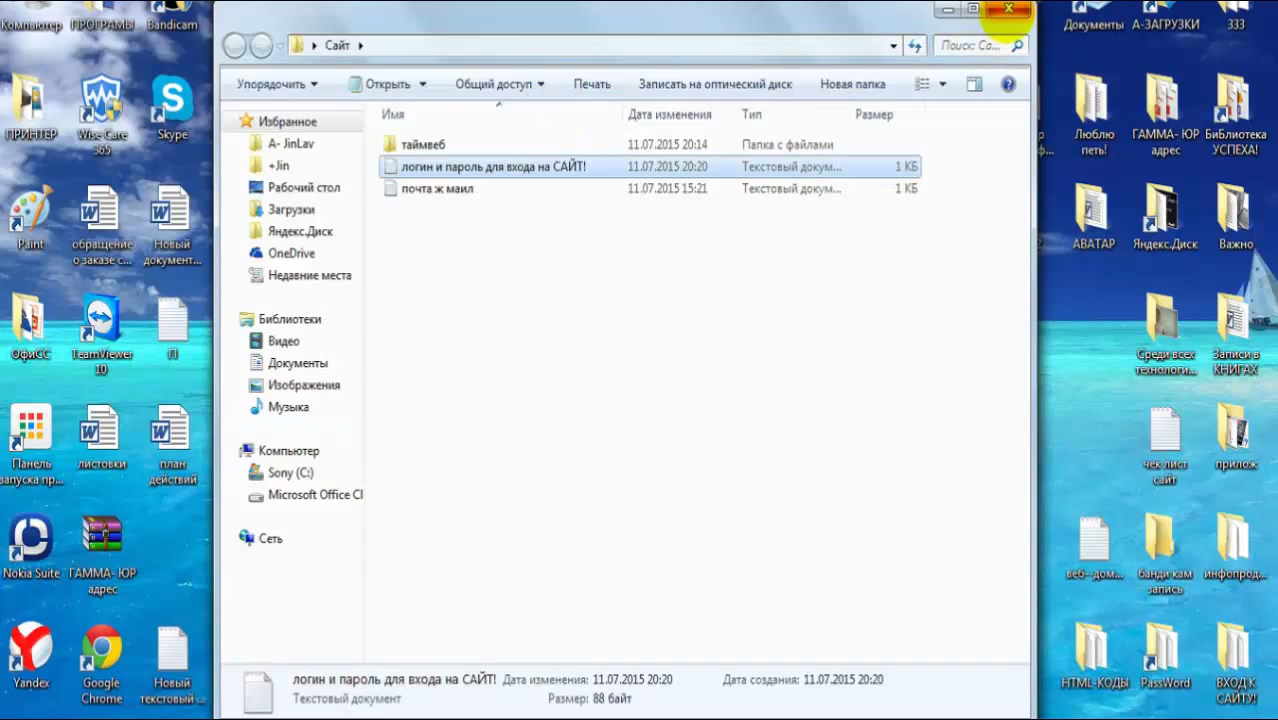 Компьютер
ПРОГРАМЫ
Bandicam
ПРИНТЕР
Wise Care
365
Skype
Paint
обращение
о заказе с...
Новый
документ...
ОфиСС
TeamViewer
10
П
Панель
запуска пр...
листовки
план
действий
Nokia Suite
ГАММА- ЮР
адрес
Yandex
Google
Chrome
Новый
текстовый ...
Сайт
Поиск: Са...
Упорядочить
Открыть
Общий доступ
Печать
Записать на оптический диск
Новая папка
Имя
Дата изменения
Тип
Размер
таймвеб 11.07.2015 20:14 Папка с файлами
логин и пароль для входа на САЙТ! 11.07.2015 20:20 Текстовый докум... 1 КБ
почта ж маил 11.07.2015 15:21 Текстовый докум... 1 КБ
Избранное
A- JinLav
+Jin
Рабочий стол
Загрузки
Яндекс.Диск
OneDrive
Недавние места
Библиотеки
Видео
Документы
Изображения
Музыка
Компьютер
Sony (C:)
Microsoft Office Cl
Сеть
логин и пароль для входа на САЙТ! Дата изменения: 11.07.2015 20:20 Дата создания: 11.07.2015 20:20
Текстовый документ Размер: 88 байт
Документы
А-ЗАГРУЗКИ
333
Люблю
петь!
ГАММА- ЮР
адрес
Библиотека
УСПЕХА!
АВАТАР
Яндекс.Диск
Важно
Среди всех
технологи...
Записи в
КНИГАХ
чек лист
сайт
прилож
веб--дом...
банди кам
запись
инфопрод...
HTML-КОДЫ
PassWord
ВХОД К
САЙТУ!